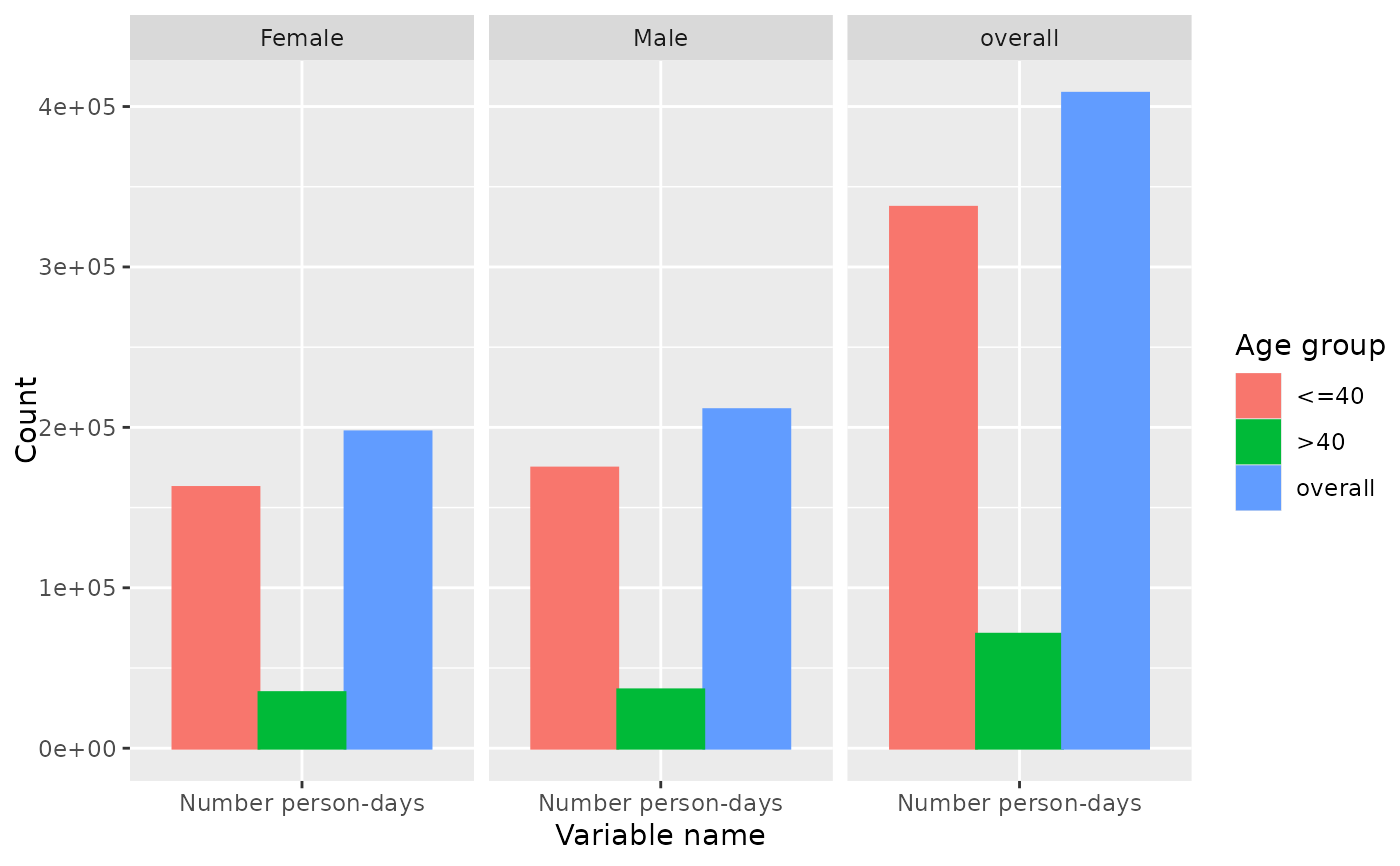 Female
Male
overall
4e+05
3e+05
2e+05
1e+05
0e+00
Count
Number person-days
Number person-days
Number person-days
Variable name
Age group
<=40
>40
overall